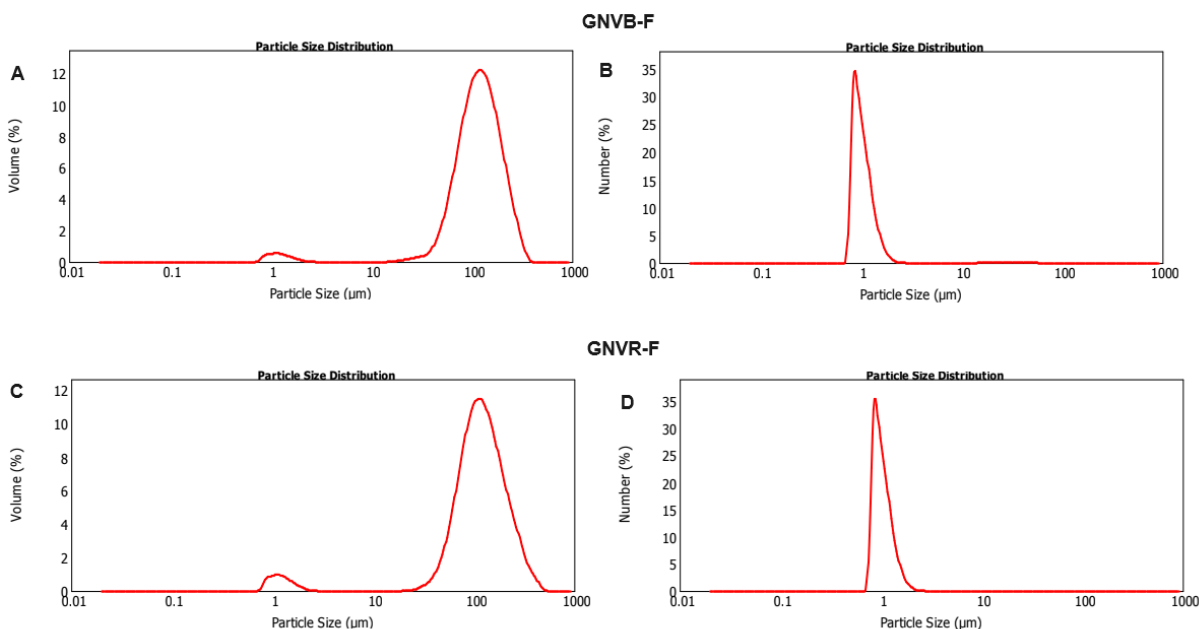 GNVB-F
A
Particle Size Distribution
Volume (%)
12
10
8
6
4
2
0
0.01 0.1 1 10 100 1000
Particle Size (µm)
B
Particle Size Distribution
Number (%)
35
30
25
20
15
10
5
0
0.01 0.1 1 10 100 1000
Particle Size (µm)
GNVR-F
C
Particle Size Distribution
Volume (%)
12
10
8
6
4
2
0
0.01 0.1 1 10 100 1000
Particle Size (µm)
D
Particle Size Distribution
Number (%)
35
30
25
20
15
10
5
0
0.01 0.1 1 10 100 1000
Particle Size (µm)